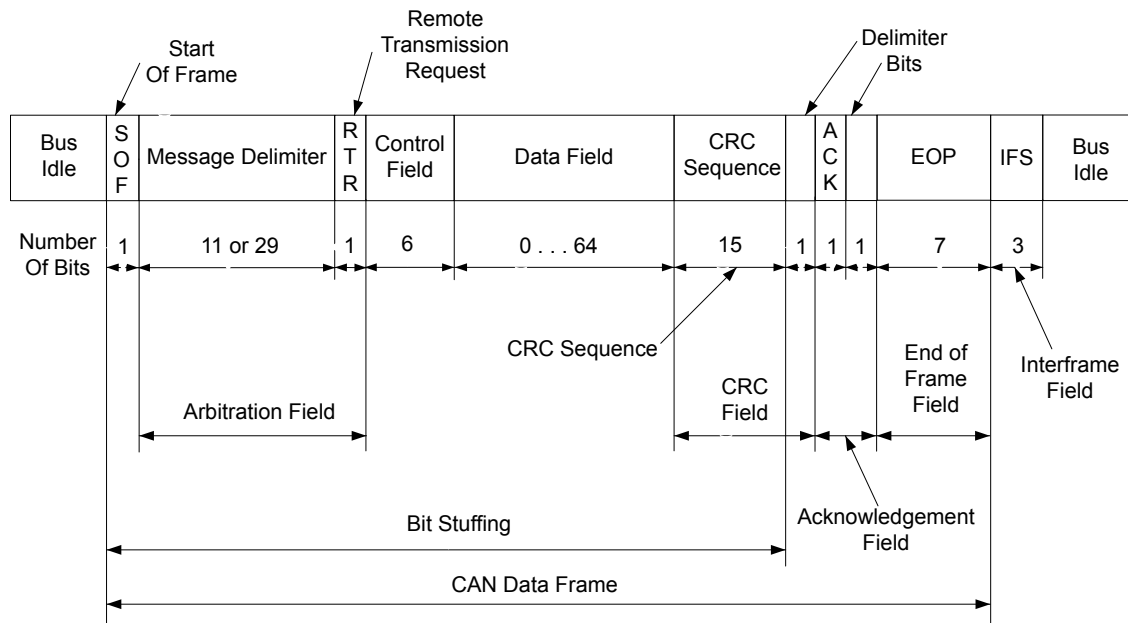 Start
Of Frame
Remote
Transmission
Request
Delimiter
Bits
Bus
Idle
S
O
F
Message Delimiter
R
T
R
Control
Field
Data Field
CRC
Sequence
A
C
K
EOP
IFS
Bus
Idle
Number
Of Bits
1
11 or 29
1
6
0 . . . 64
15
1
1
1
7
3
CRC Sequence
Arbitration Field
CRC
Field
End of
Frame
Field
Interframe
Field
Bit Stuffing
Acknowledgement
Field
CAN Data Frame